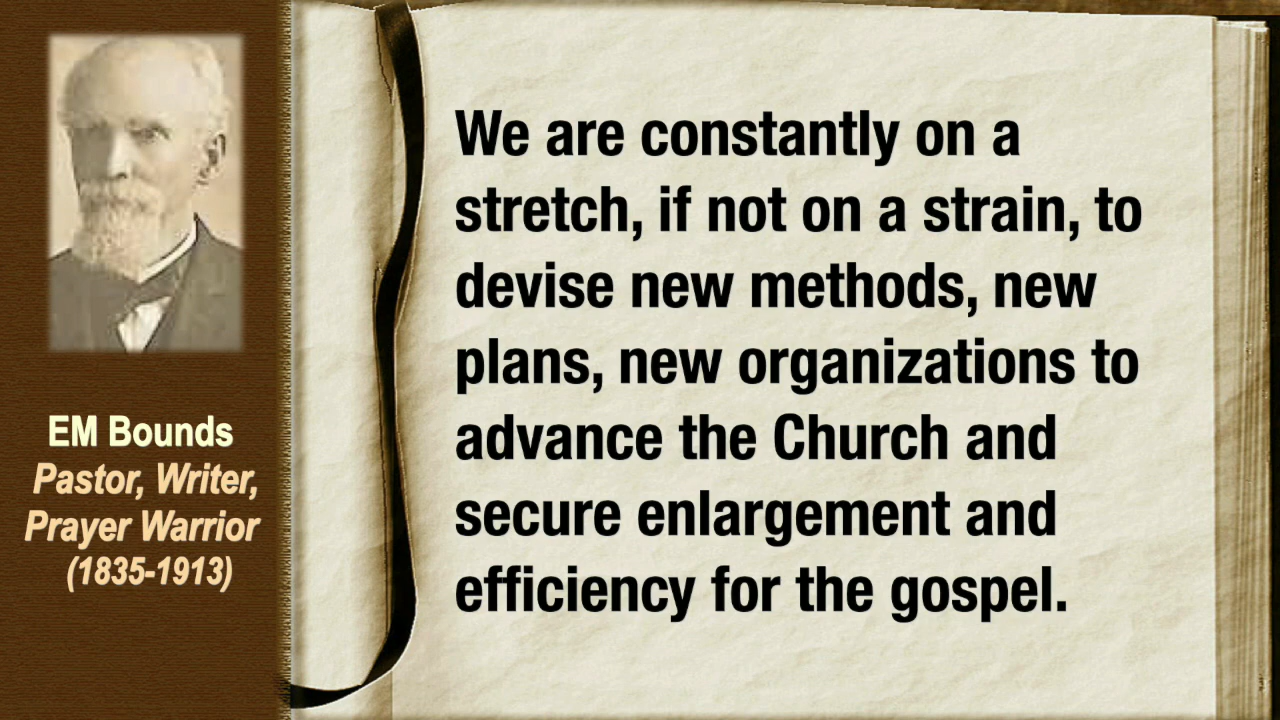 EM Bounds
Pastor, Writer,
Prayer Warrior
(1835-1913)
We are constantly on a
stretch, if not on a strain, to
devise new methods, new
plans, new organizations to
advance the Church and
secure enlargement and
efficiency for the gospel.